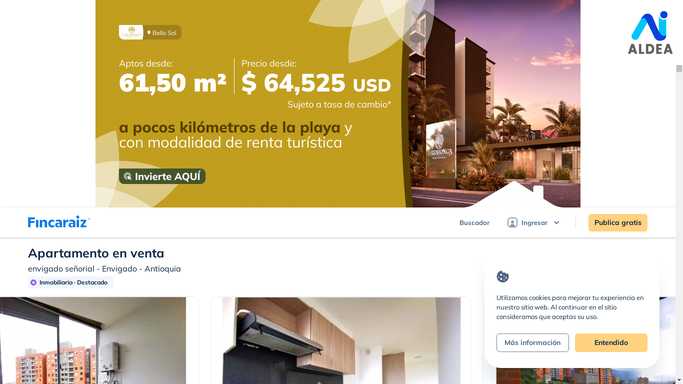 Bello Sol
Aptos desde:
61,50 m²
Precio desde:
$ 64,525 USD
Sujeto a tasa de cambio*
a pocos kilómetros de la playa y
con modalidad de renta turística
Invierte AQUÍ
ALDEA
Fincaraiz
Buscador
Ingresar
Publica gratis
Apartamento en venta
envigado señorial - Envigado - Antioquia
Inmobiliaria - Destacado
Utilizamos cookies para mejorar tu experiencia en
nuestro sitio web. Al continuar en el sitio
consideramos que aceptas su uso.
Más información
Entendido